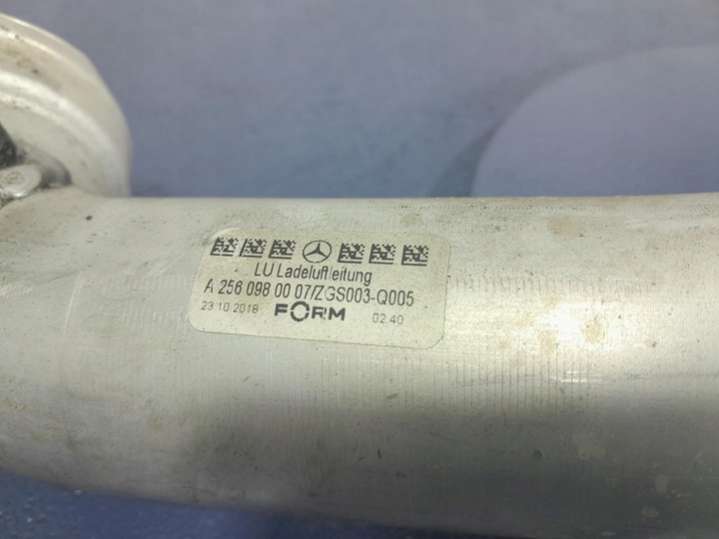 LU Ladeluftleitung
A 256 098 00 07/ZGS003-Q005
23.10.2018 FORM 02:40